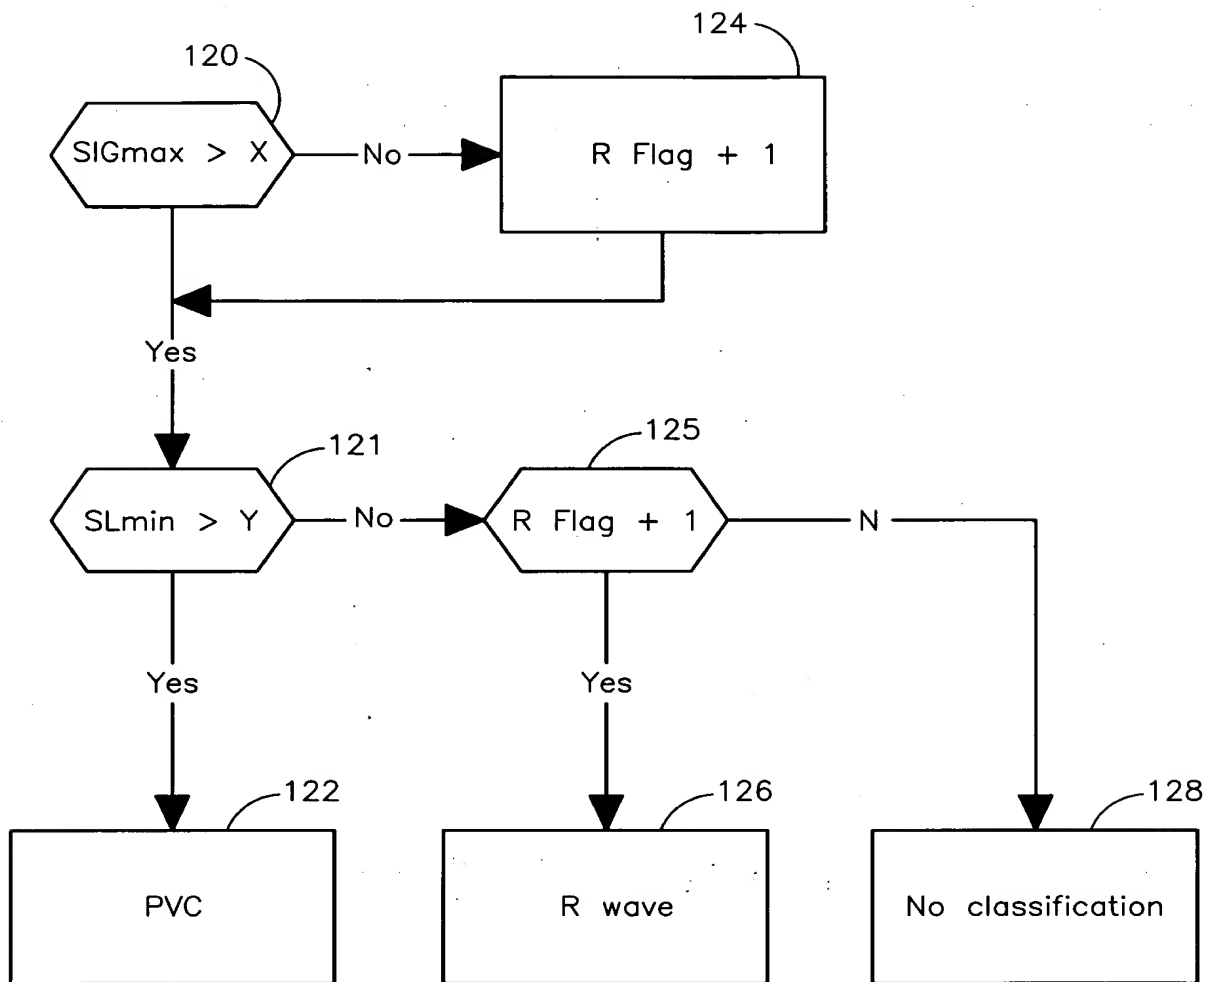 124
120
SIGmax > X
No
R Flag + 1
Yes
121
125
SLmin > Y
No
R Flag + 1
N
Yes
Yes
122
126
128
PVC
R wave
No classification